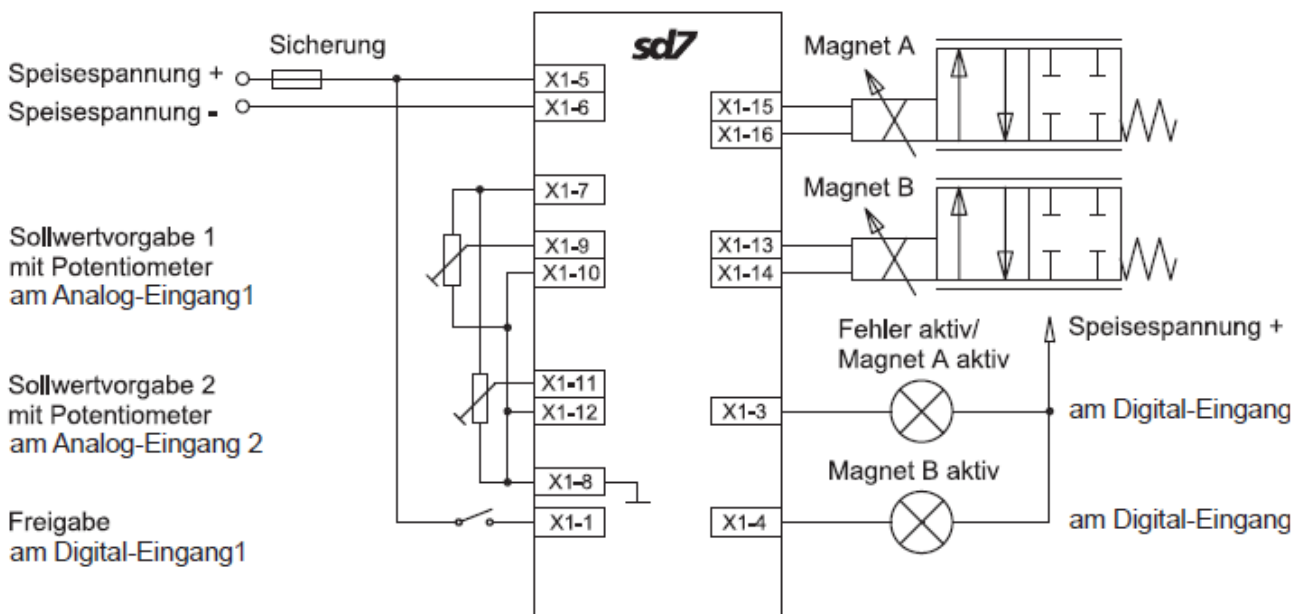 sd7
Sicherung
Speisespannung +
Speisespannung -
X1-5
X1-6
X1-7
Sollwertvorgabe 1
mit Potentiometer
am Analog-Eingang1
X1-9
X1-10
Sollwertvorgabe 2
mit Potentiometer
am Analog-Eingang 2
X1-11
X1-12
X1-8
Freigabe
am Digital-Eingang1
X1-1
Magnet A
X1-15
X1-16
Magnet B
X1-13
X1-14
Fehler aktiv/
Magnet A aktiv
Speisespannung +
X1-3
am Digital-Eingang
Magnet B aktiv
X1-4
am Digital-Eingang